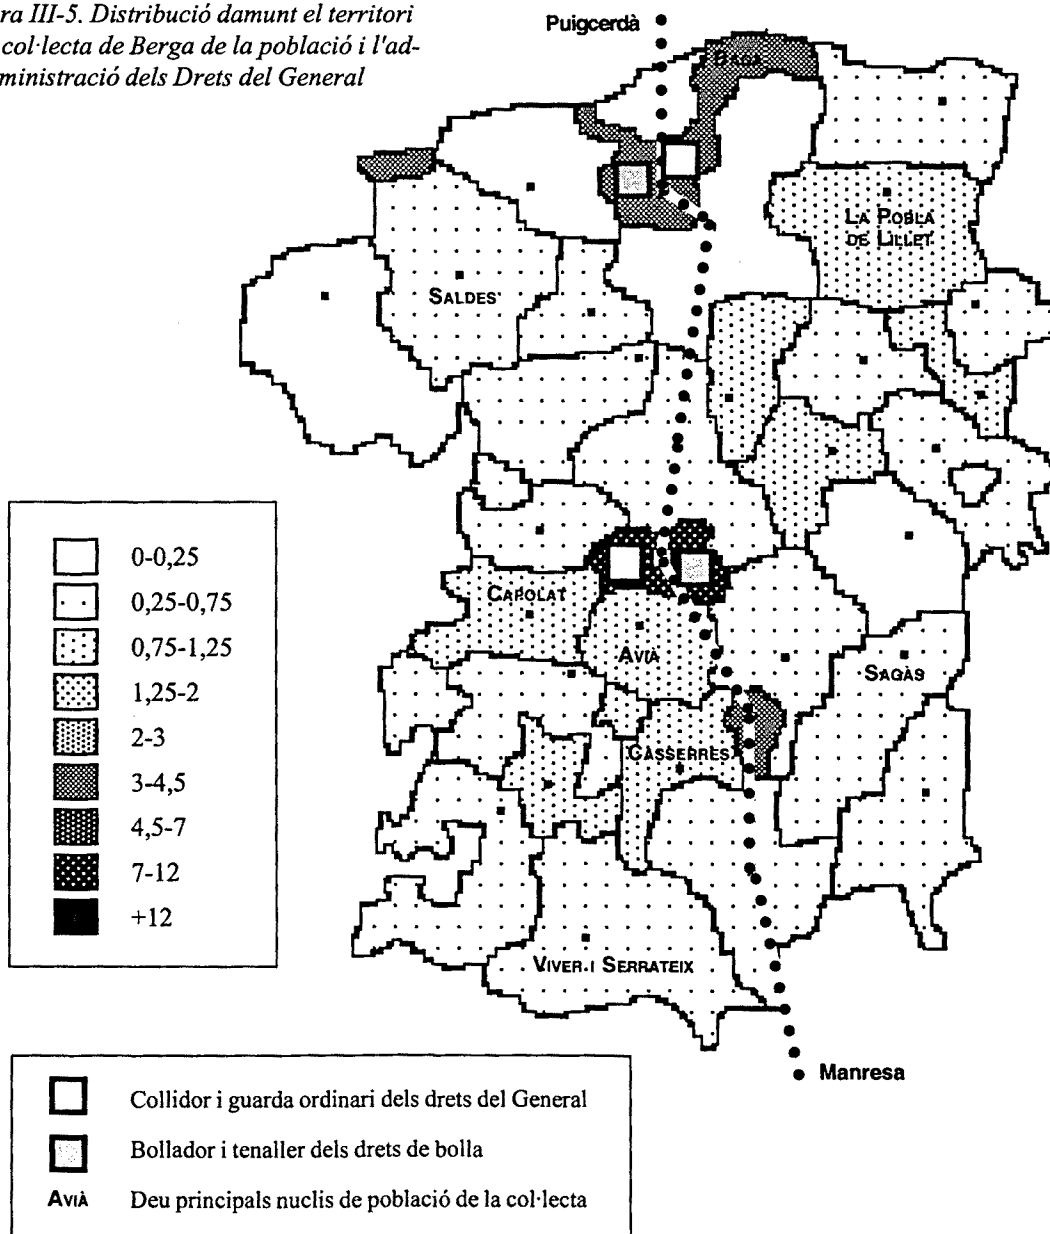 ra III-5. Distribució damunt el territori
col·lecta de Berga de la població i l'ad-
ministració dels Drets del General
Puigcerdà
BAGÀ
LA POBLA
DE LILLET
SALDES
CAPOLAT
AVIÀ
SAGÀS
CASSERRES
VIVER I SERRATEIX
Manresa
0-0,25
0,25-0,75
0,75-1,25
1,25-2
2-3
3-4,5
4,5-7
7-12
+12
Collidor i guarda ordinari dels drets del General
Bollador i tenaller dels drets de bolla
AVIÀ Deu principals nuclis de població de la col·lecta